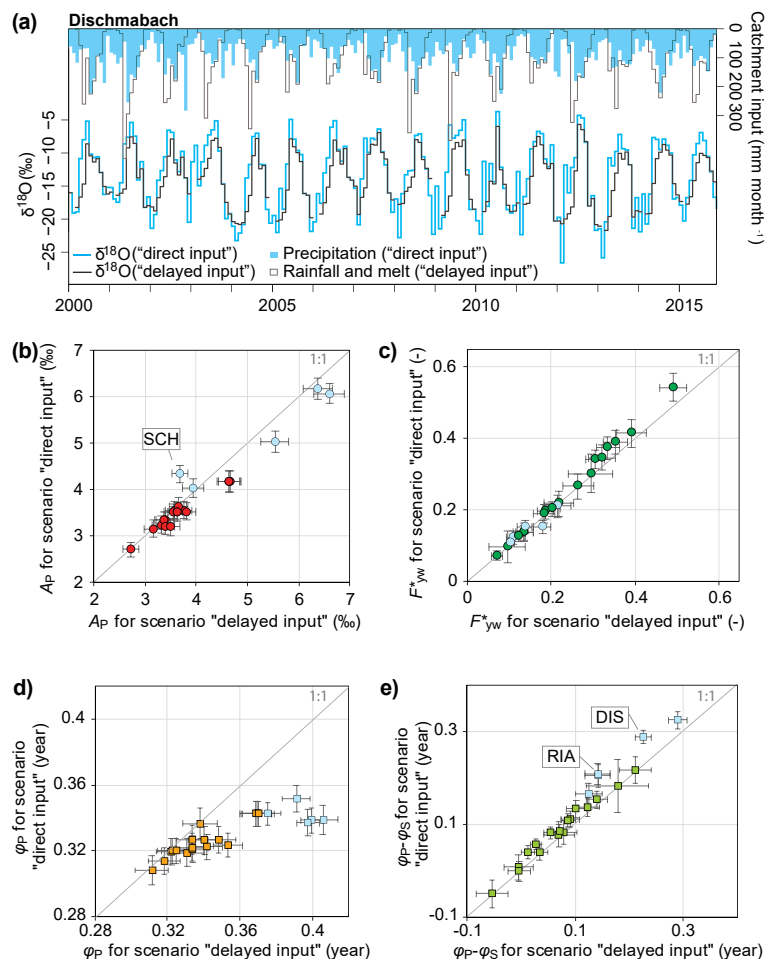 (a)
Dischmabach
0
100
200
300
Catchment input (mm month -1)
−5
−10
−15
−20
−25
δ18O(‰)
δ18O("direct input")
Precipitation ("direct input")
δ18O("delayed input")
Rainfall and melt ("delayed input")
2000
2005
2010
2015
(b)
1:1
7
6
5
4
3
2
SCH
AP for scenario "direct input" (‰)
2
3
4
5
6
7
AP for scenario "delayed input" (‰)
c)
1:1
0.6
0.4
0.2
0
F*yw for scenario "direct input" (-)
0
0.2
0.4
0.6
F*yw for scenario "delayed input" (-)
d)
1:1
0.4
0.36
0.32
0.28
φP for scenario
"direct input" (year)
0.28
0.32
0.36
0.4
φP for scenario "delayed input" (year)
e)
1:1
DIS
RIA
0.3
0.1
-0.1
φP-φS for scenario
"direct input" (year)
-0.1
0.1
0.3
φP-φS for scenario "delayed input" (year)